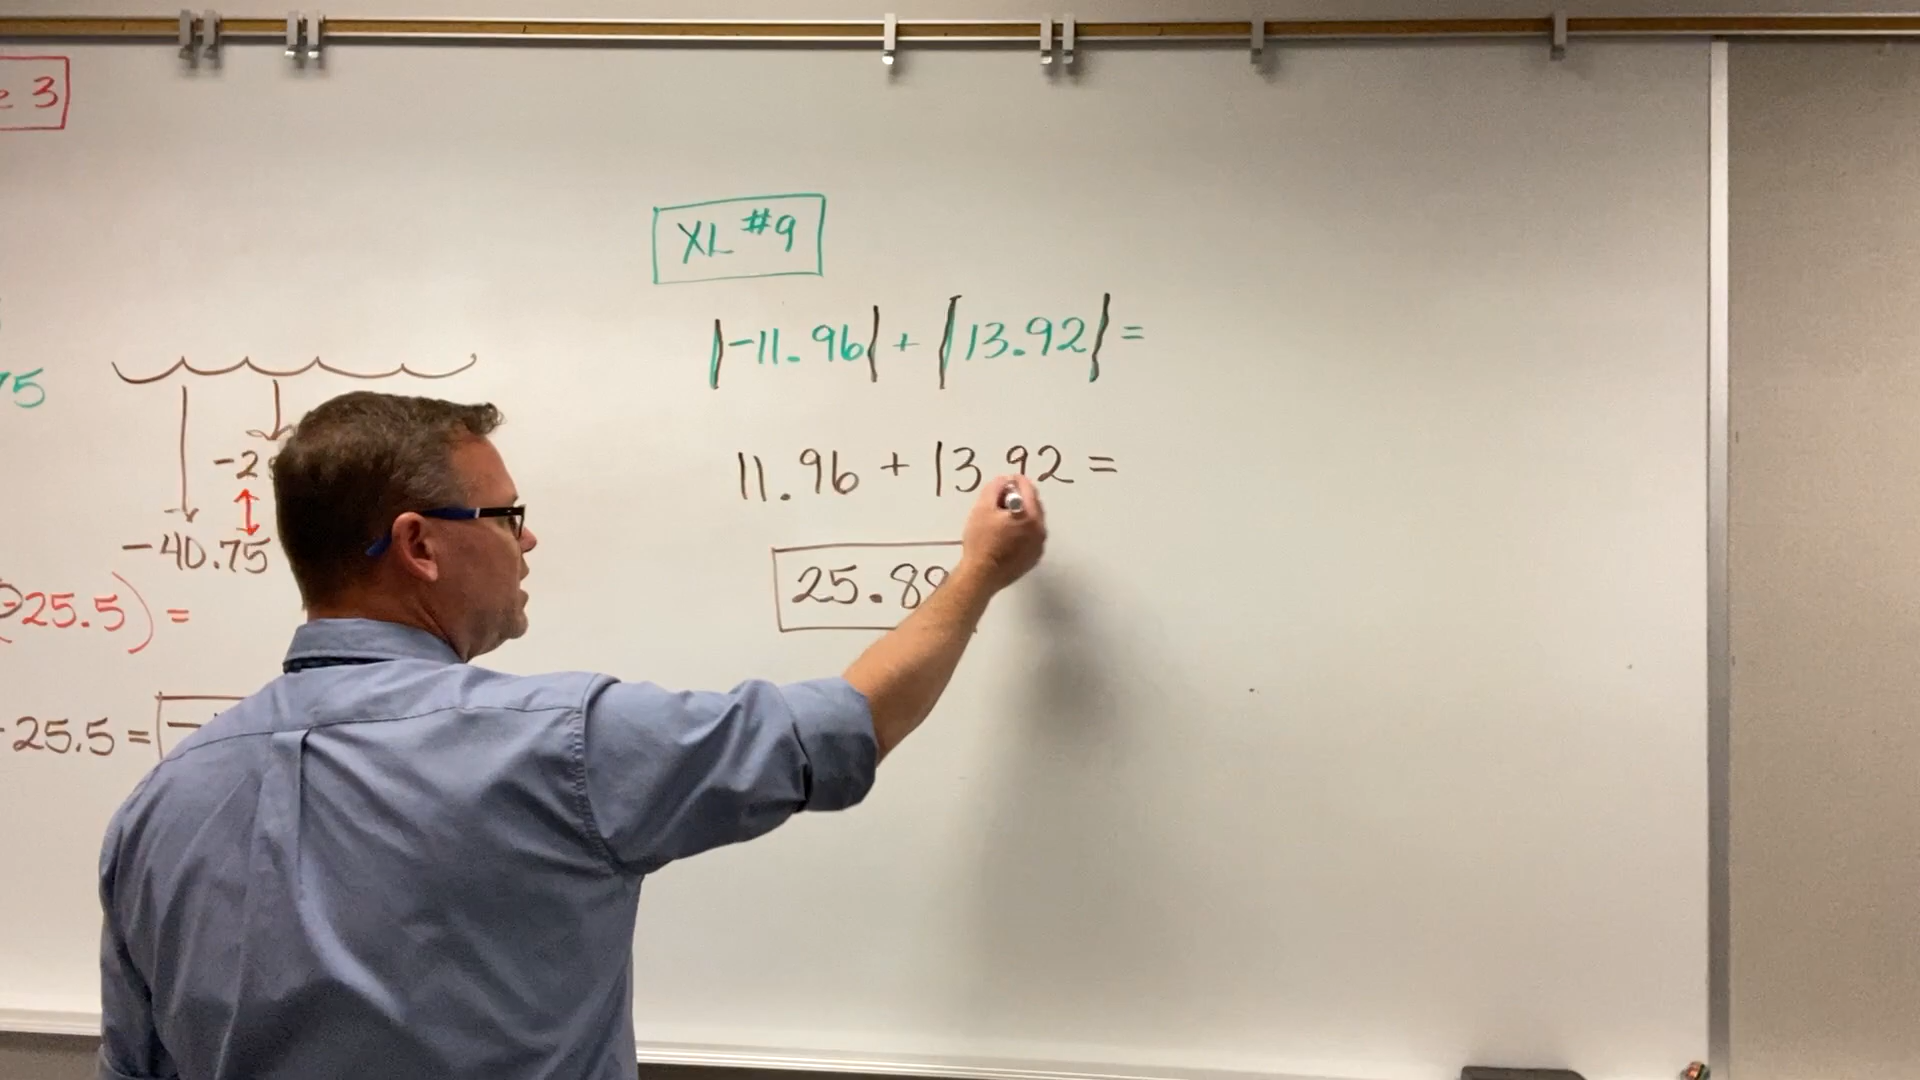 e 3
XL #9
|-11.96| + |13.92| =
75
11.96 + 13.92 =
-2
-40.75
25.88
-25.5) =
25.5 =